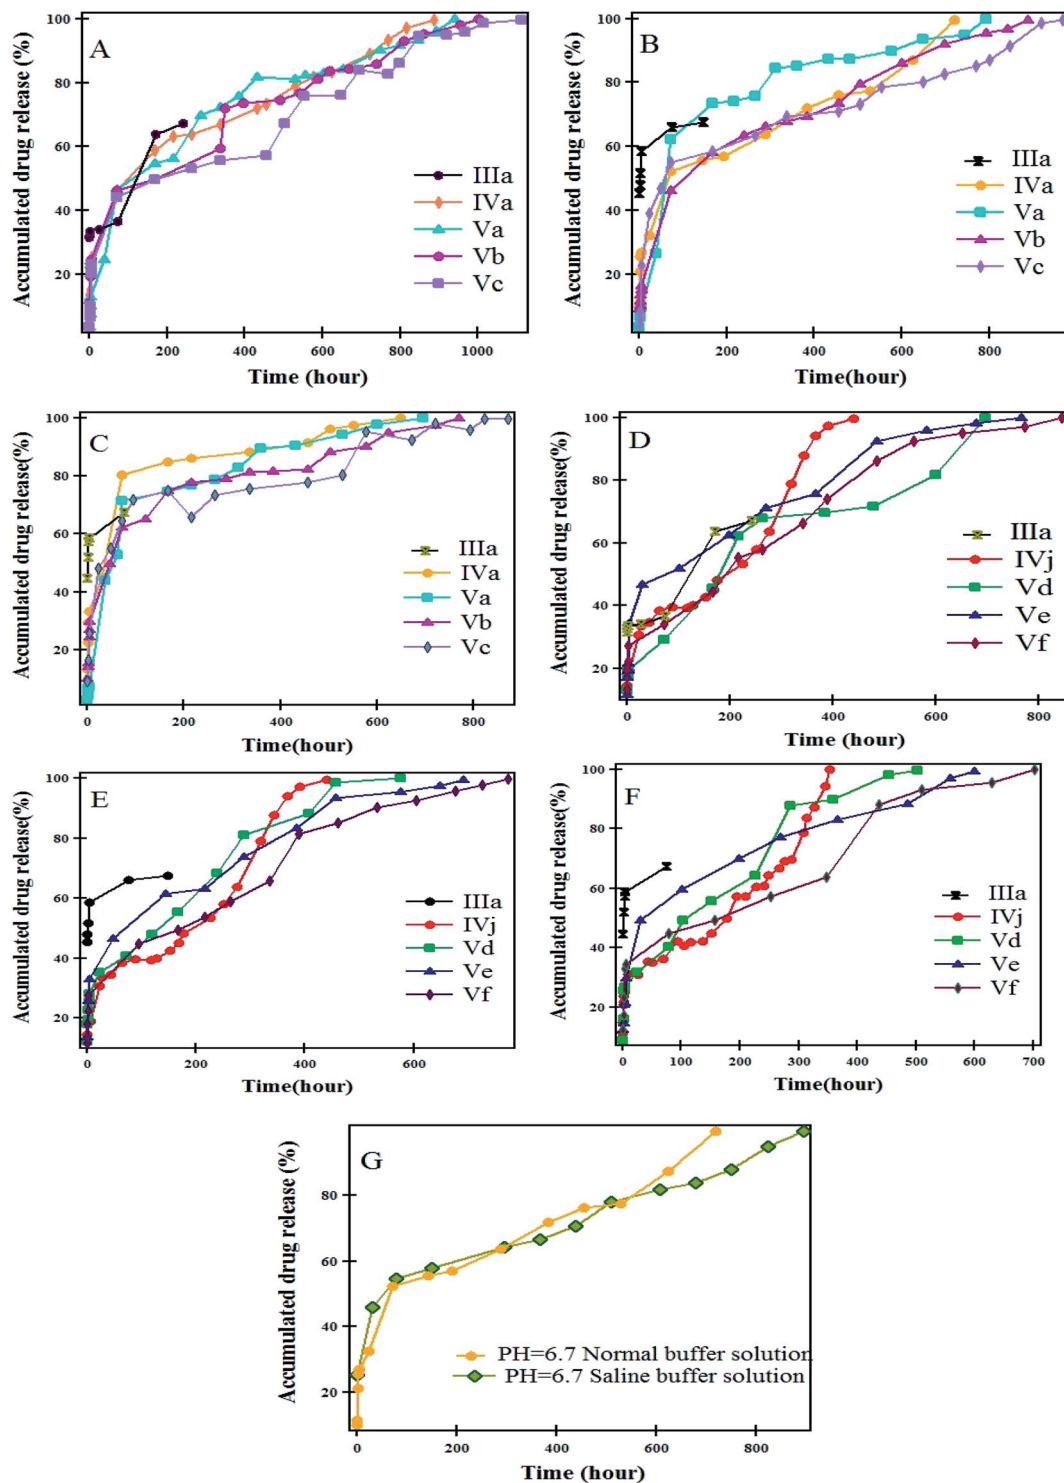 A
Accumulated drug release (%)
100
80
60
40
20
IIIa
IVa
Va
Vb
Vc
0 200 400 600 800 1000
Time (hour)
B
Accumulated drug release (%)
100
80
60
40
20
IIIa
IVa
Va
Vb
Vc
0 200 400 600 800
Time(hour)
C
Accumulated drug release(%)
100
80
60
40
20
IIIa
IVa
Va
Vb
Vc
0 200 400 600 800
Time(hour)
D
Accumulated drug release(%)
100
80
60
40
20
IIIa
IVj
Vd
Ve
Vf
0 200 400 600 800
Time (hour)
E
Accumulated drug release(%)
100
80
60
40
20
IIIa
IVj
Vd
Ve
Vf
0 200 400 600
Time(hour)
F
Accumulated drug release(%)
100
80
60
40
20
IIIa
IVj
Vd
Ve
Vf
0 100 200 300 400 500 600 700
Time(hour)
G
Accumulated drug release (%)
80
60
40
20
PH=6.7 Normal buffer solution
PH=6.7 Saline buffer solution
0 200 400 600 800
Time(hour)